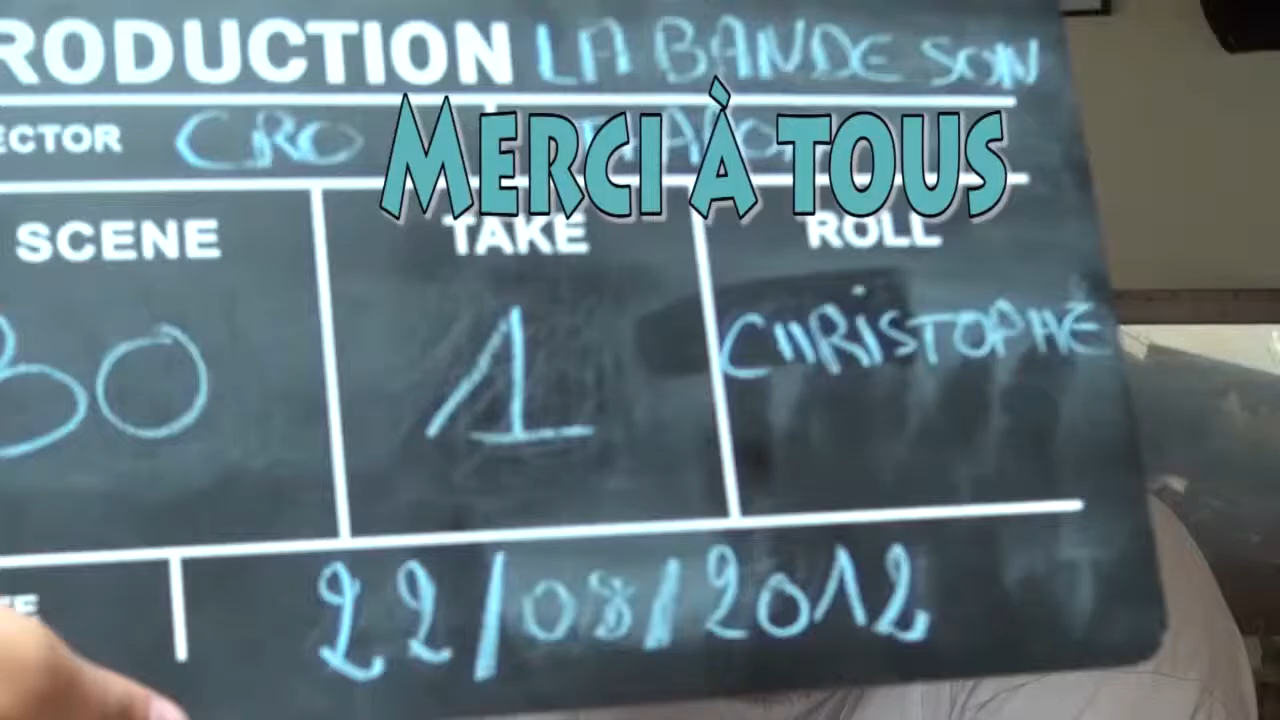 RODUCTION LA BANDE SON
ECTOR CRO
MERCI À TOUS
SCENE TAKE ROLL
30 1 CHRISTOPHE
22/08/2012